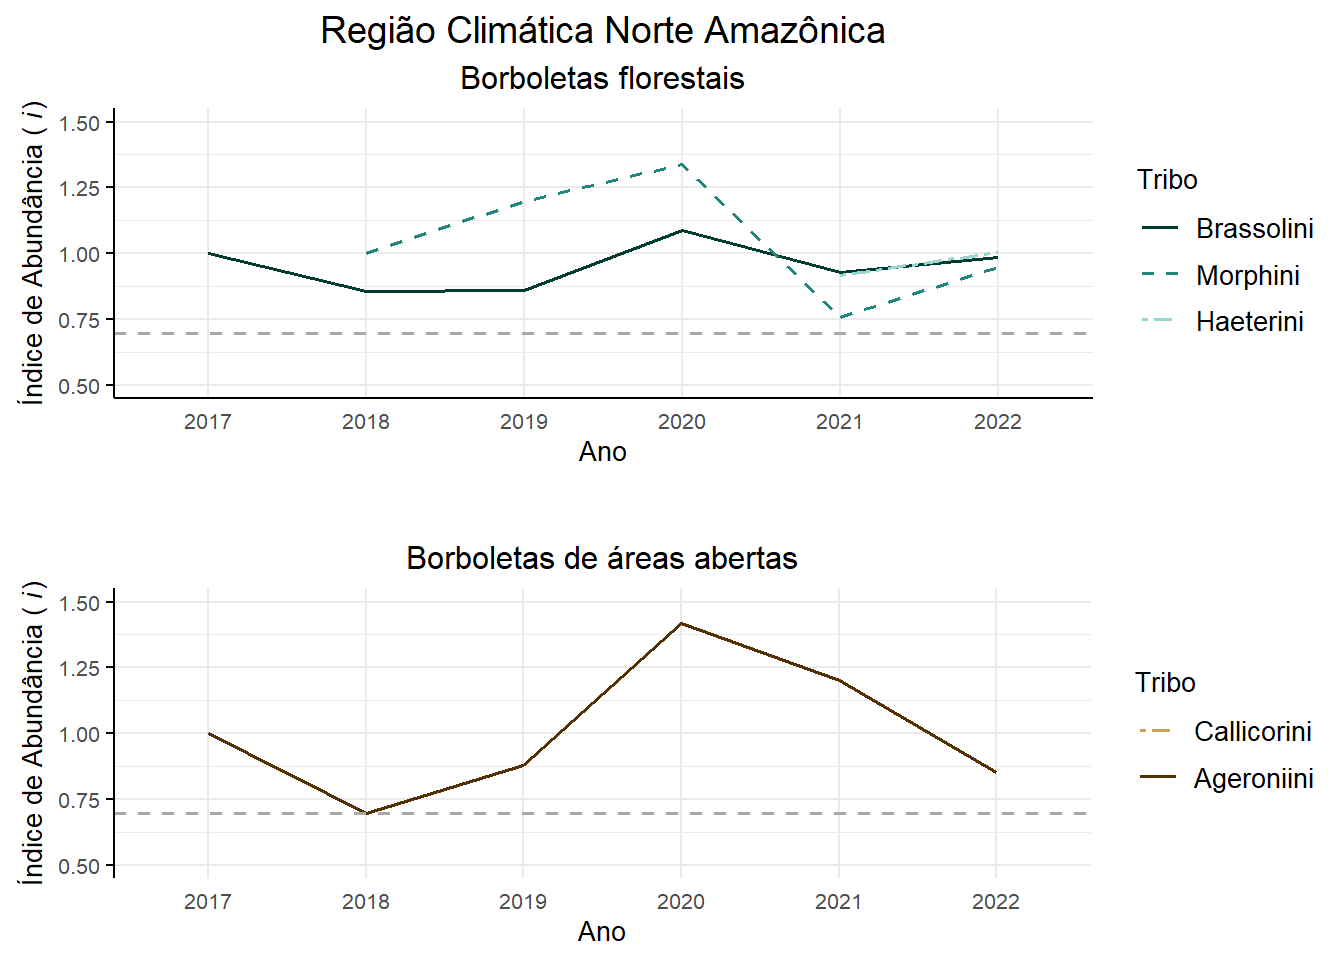 Região Climática Norte Amazônica
Borboletas florestais
Índice de Abundância ( i)
1.50
1.25
1.00
0.75
0.50
2017 2018 2019 2020 2021 2022
Ano
Tribo
Brassolini
Morphini
Haeterini
Borboletas de áreas abertas
Índice de Abundância ( i)
1.50
1.25
1.00
0.75
0.50
2017 2018 2019 2020 2021 2022
Ano
Tribo
Callicorini
Ageroniini